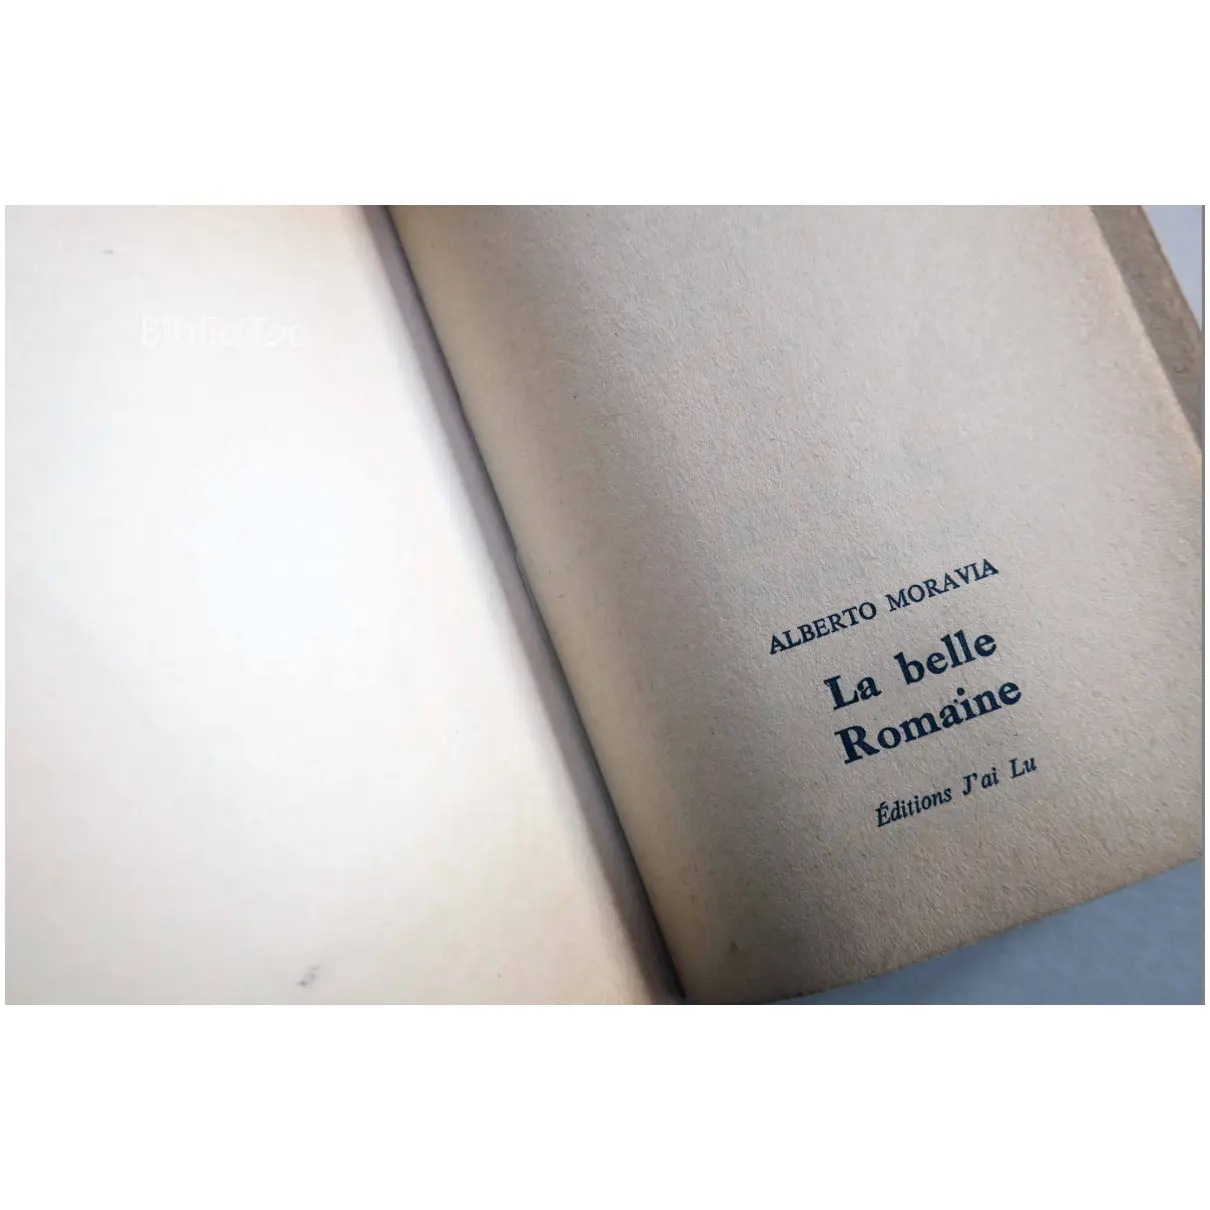 ALBERTO MORAVIA
La belle
Romaine
Éditions J'ai Lu